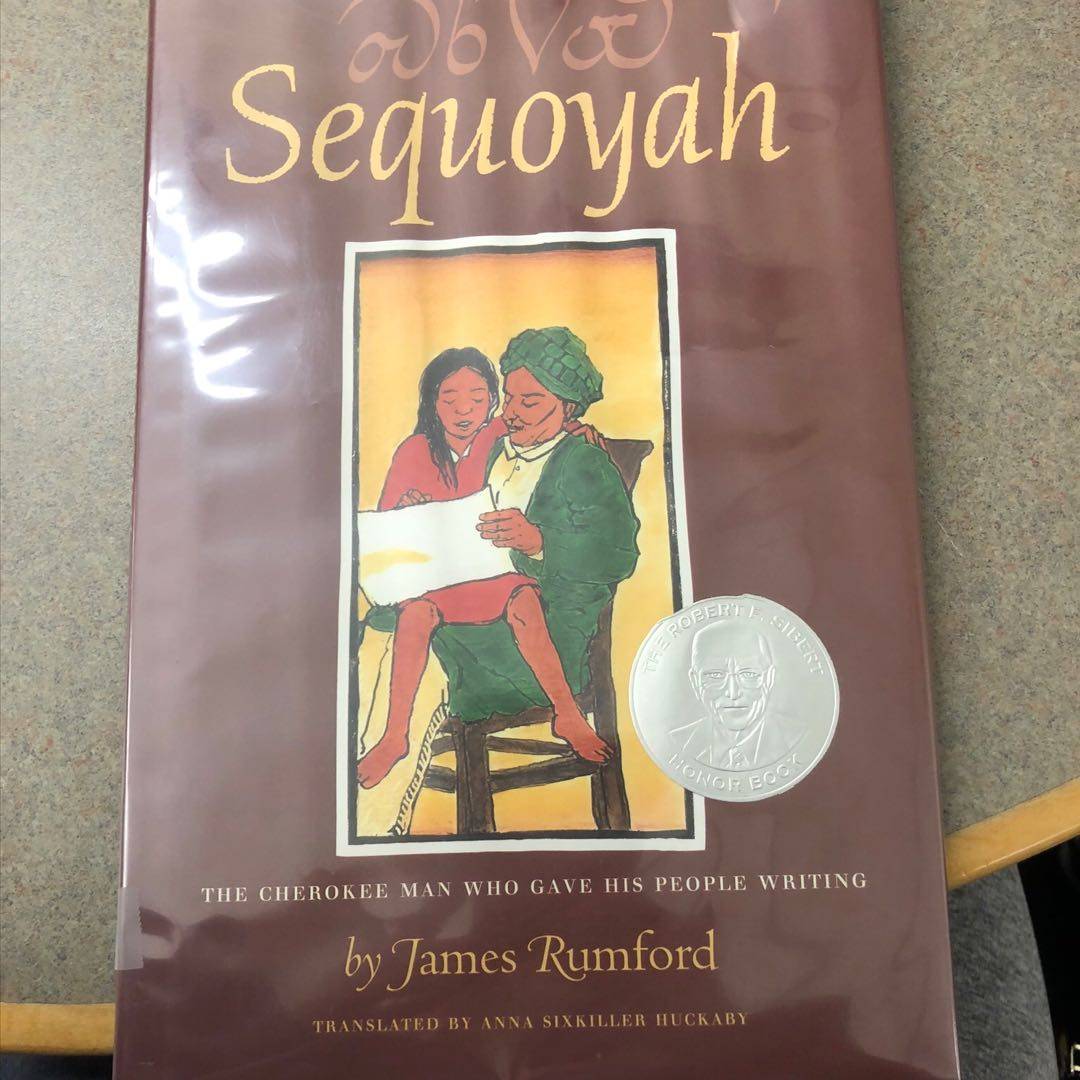 Sequoyah
THE ROBERT F. SIBERT
HONOR BOOK
THE CHEROKEE MAN WHO GAVE HIS PEOPLE WRITING
by James Rumford
TRANSLATED BY ANNA SIXKILLER HUCKABY